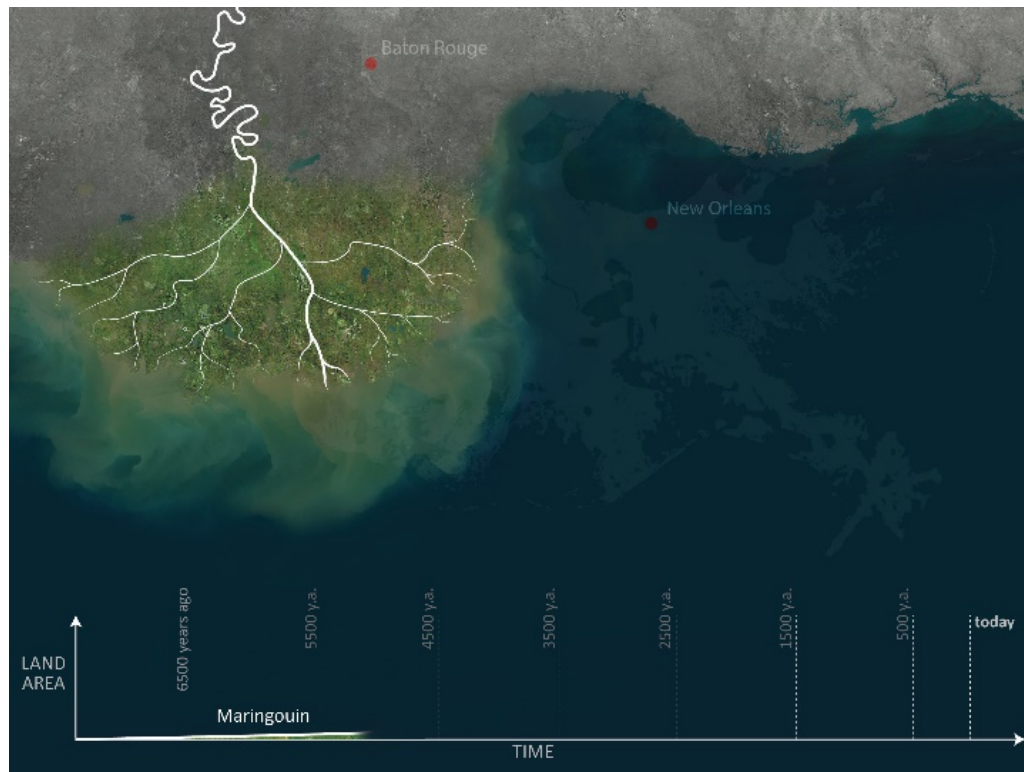 Baton Rouge
New Orleans
6500 years ago
5500 y.a.
4500 y.a.
3500 y.a.
2500 y.a.
1500 y.a.
500 y.a.
today
LAND
AREA
Maringouin
TIME